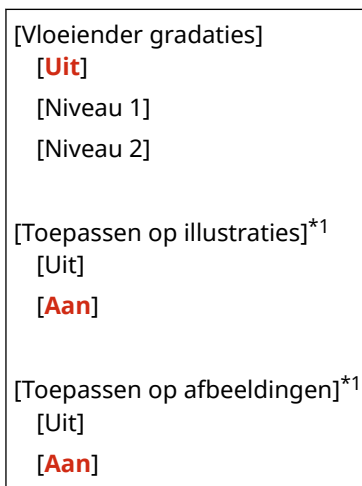 [Vloeiender gradaties]
[Uit]
[Niveau 1]
[Niveau 2]
[Toepassen op illustraties]*1
[Uit]
[Aan]
[Toepassen op afbeeldingen]*1
[Uit]
[Aan]